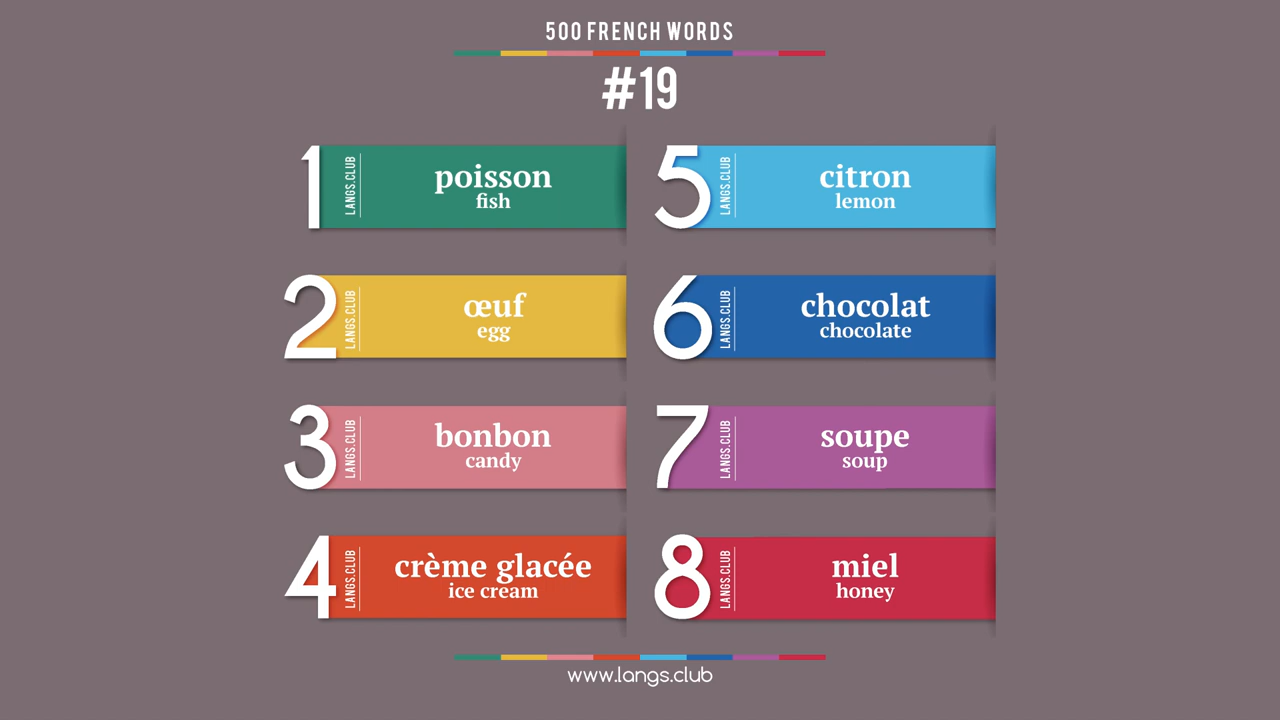 500 FRENCH WORDS
#19
1
LANGS.CLUB
poisson
fish
2
LANGS.CLUB
œuf
egg
3
LANGS.CLUB
bonbon
candy
4
LANGS.CLUB
crème glacée
ice cream
5
LANGS.CLUB
citron
lemon
6
LANGS.CLUB
chocolat
chocolate
7
LANGS.CLUB
soupe
soup
8
LANGS.CLUB
miel
honey
www.langs.club